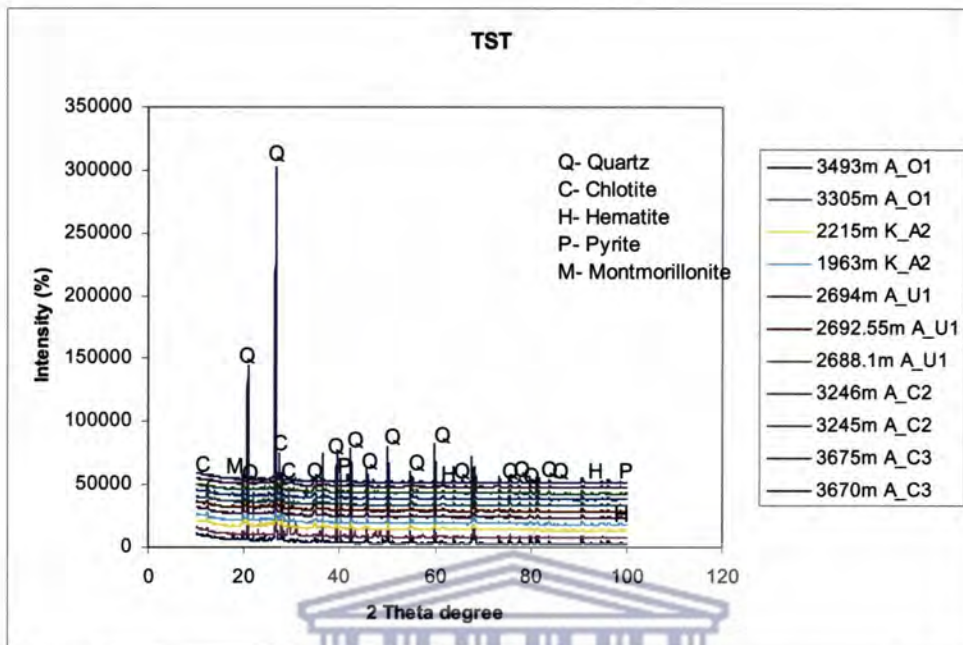 TST
350000
300000
250000
200000
150000
100000
50000
0
Intensity (%)
0 20 40 60 80 100 120
2 Theta degree
Q- Quartz
C- Chlotite
H- Hematite
P- Pyrite
M- Montmorillonite
Q
Q
C M Q C C Q Q P Q Q Q Q Q H Q Q Q Q Q Q H P
H
3493m A_O1
3305m A_O1
2215m K_A2
1963m K_A2
2694m A_U1
2692.55m A_U1
2688.1m A_U1
3246m A_C2
3245m A_C2
3675m A_C3
3670m A_C3